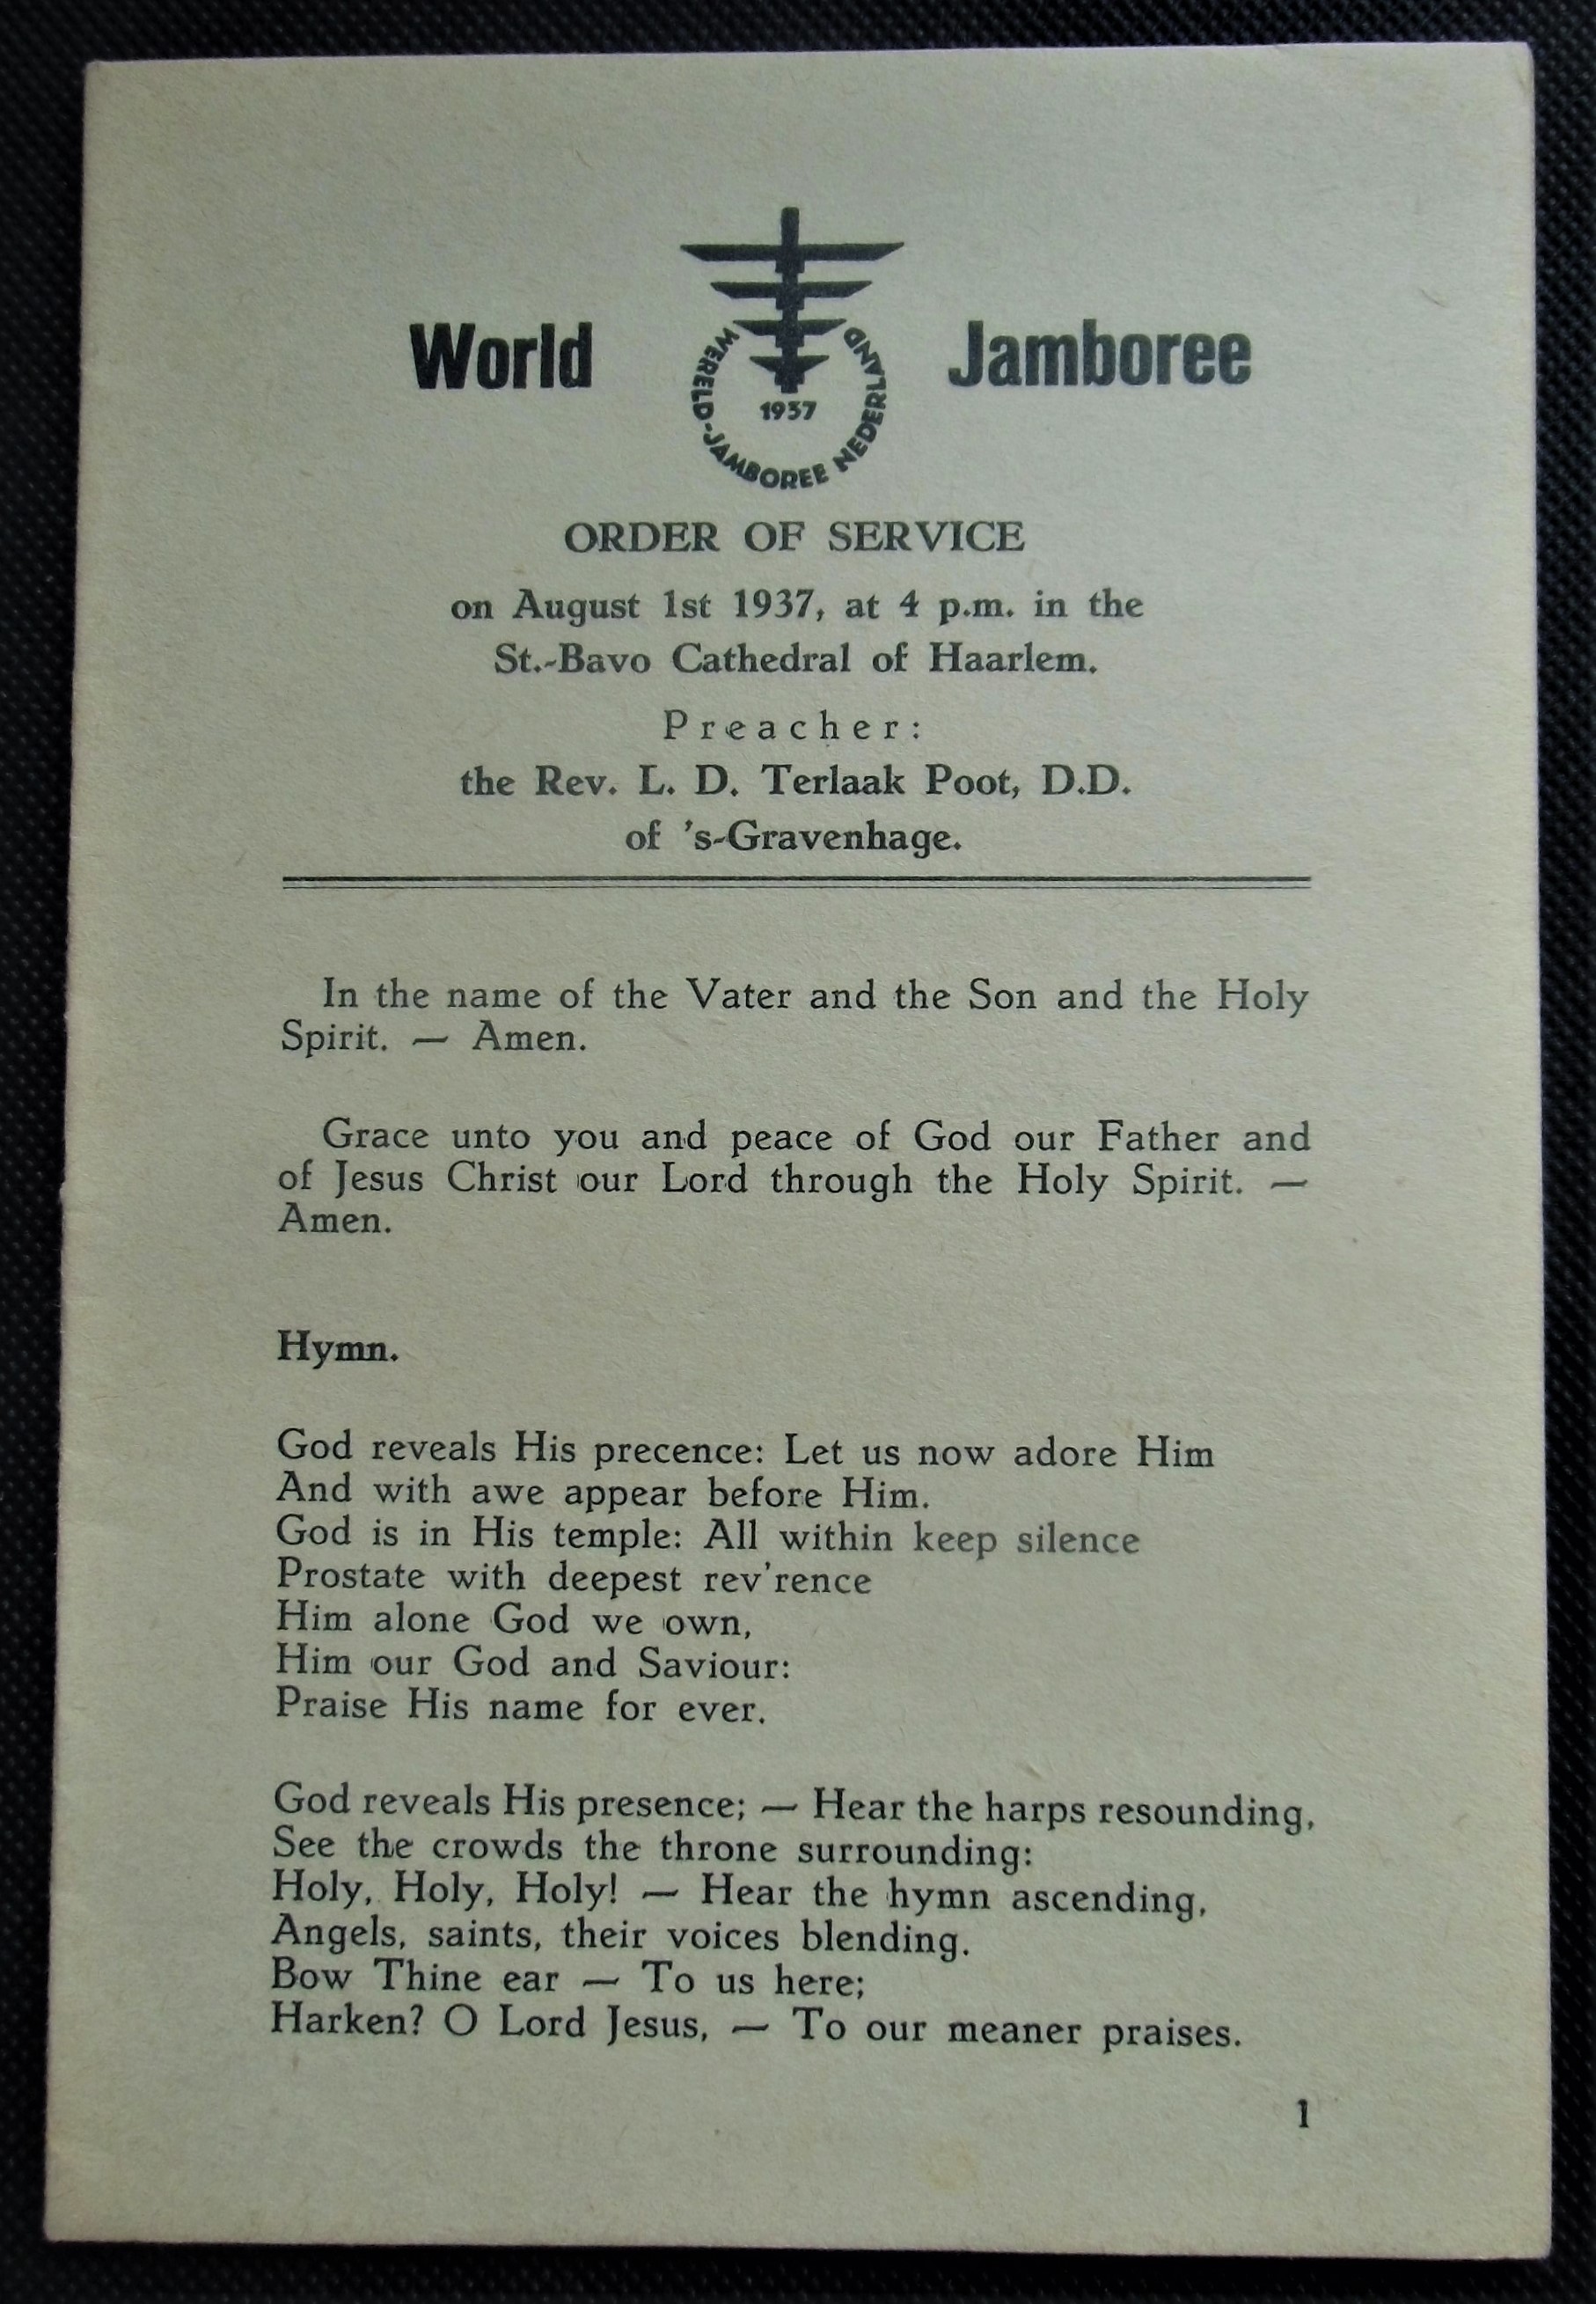 World Jamboree
WERELD-JAMBOREE NEDERLAND
1937
ORDER OF SERVICE
on August 1st 1937, at 4 p.m. in the
St.-Bavo Cathedral of Haarlem.
Preacher:
the Rev. L. D. Terlaak Poot, D.D.
of 's-Gravenhage.
In the name of the Vater and the Son and the Holy
Spirit. — Amen.
Grace unto you and peace of God our Father and
of Jesus Christ our Lord through the Holy Spirit. —
Amen.
Hymn.
God reveals His precence: Let us now adore Him
And with awe appear before Him.
God is in His temple: All within keep silence
Prostate with deepest rev'rence
Him alone God we own,
Him our God and Saviour:
Praise His name for ever.
God reveals His presence; — Hear the harps resounding,
See the crowds the throne surrounding:
Holy, Holy, Holy! — Hear the hymn ascending,
Angels, saints, their voices blending.
Bow Thine ear — To us here;
Harken? O Lord Jesus, — To our meaner praises.
1